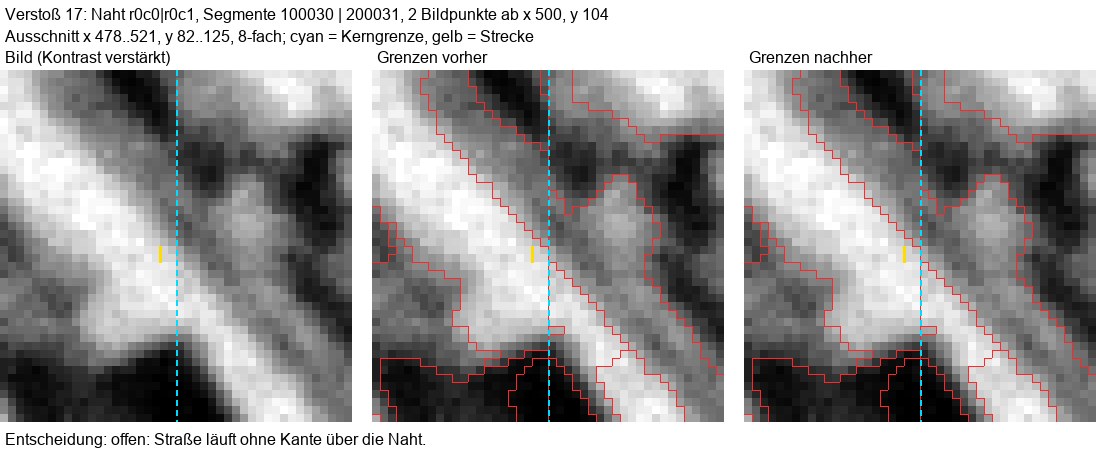 Verstoß 17: Naht r0c0|r0c1, Segmente 100030 | 200031, 2 Bildpunkte ab x 500, y 104
Ausschnitt x 478..521, y 82..125, 8-fach; cyan = Kerngrenze, gelb = Strecke
Bild (Kontrast verstärkt)
Grenzen vorher
Grenzen nachher
Entscheidung: offen: Straße läuft ohne Kante über die Naht.